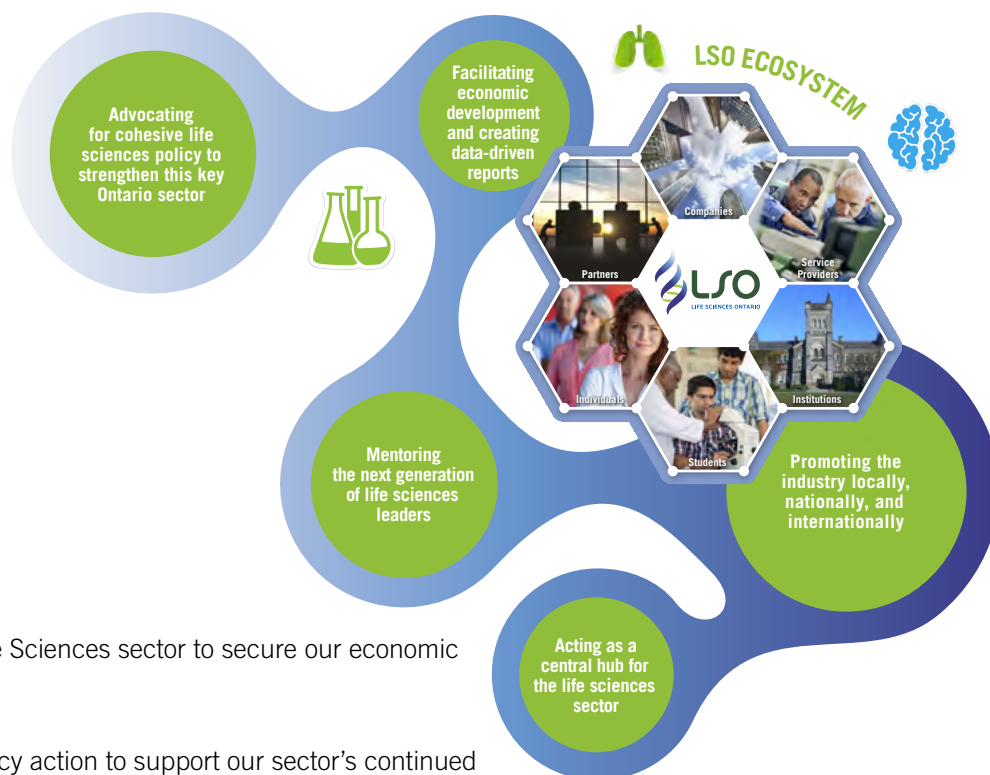 Advocating
for cohesive life
sciences policy to
strengthen this key
Ontario sector
Facilitating
economic
development
and creating
data-driven
reports
LSO ECOSYSTEM
Companies
Partners
Service
Providers
LSO
LIFE SCIENCES ONTARIO
Individuals
Institutions
Students
Mentoring
the next generation
of life sciences
leaders
Promoting the
industry locally,
nationally, and
internationally
Acting as a
central hub for
the life sciences
sector
Sciences sector to secure our economic
action to support our sector's continued